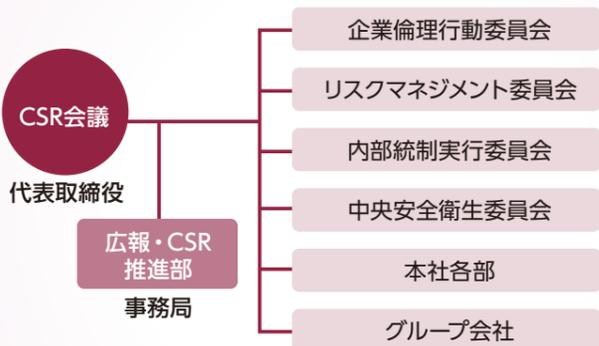 企業倫理行動委員会
リスクマネジメント委員会
CSR会議
代表取締役
内部統制実行委員会
中央安全衛生委員会
広報・CSR
推進部
事務局
本社各部
グループ会社